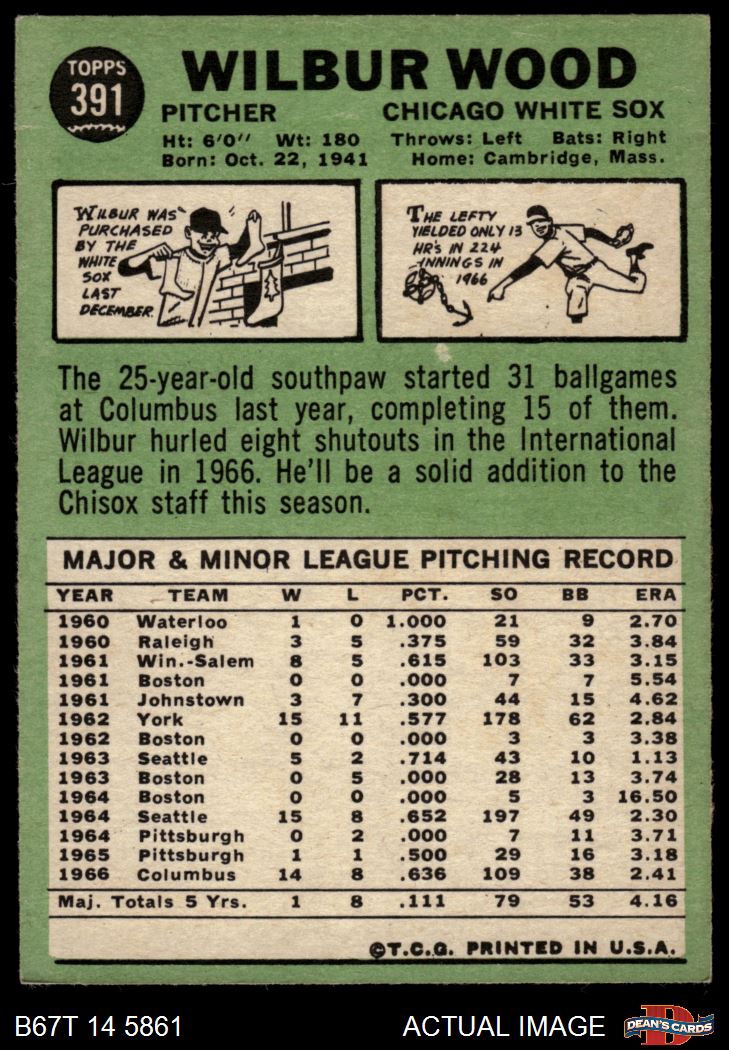 TOPPS
391
WILBUR WOOD
PITCHER CHICAGO WHITE SOX
Ht: 6'0" Wt: 180 Throws: Left Bats: Right
Born: Oct. 22, 1941 Home: Cambridge, Mass.
WILBUR WAS
PURCHASED
BY THE
WHITE
SOX
LAST
DECEMBER.
THE LEFTY
YIELDED ONLY 13
HR'S IN 224
INNINGS IN
1966
The 25-year-old southpaw started 31 ballgames
at Columbus last year, completing 15 of them.
Wilbur hurled eight shutouts in the International
League in 1966. He'll be a solid addition to the
Chisox staff this season.
MAJOR & MINOR LEAGUE PITCHING RECORD
YEAR TEAM W L PCT. SO BB ERA
1960 Waterloo 1 0 1.000 21 9 2.70
1960 Raleigh 3 5 .375 59 32 3.84
1961 Win.-Salem 8 5 .615 103 33 3.15
1961 Boston 0 0 .000 7 7 5.54
1961 Johnstown 3 7 .300 44 15 4.62
1962 York 15 11 .577 178 62 2.84
1962 Boston 0 0 .000 3 3 3.38
1963 Seattle 5 2 .714 43 10 1.13
1963 Boston 0 5 .000 28 13 3.74
1964 Boston 0 0 .000 5 3 16.50
1964 Seattle 15 8 .652 197 49 2.30
1964 Pittsburgh 0 2 .000 7 11 3.71
1965 Pittsburgh 1 1 .500 29 16 3.18
1966 Columbus 14 8 .636 109 38 2.41
Maj. Totals 5 Yrs. 1 8 .111 79 53 4.16
©T.C.G. PRINTED IN U.S.A.
B67T 14 5861 ACTUAL IMAGE
D
DEAN'S CARDS